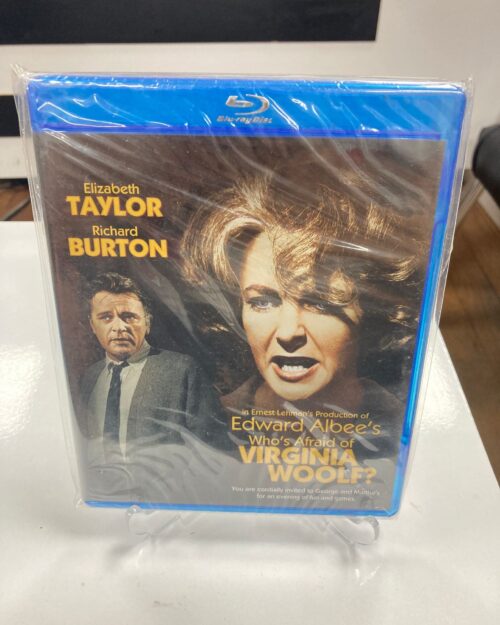 Blu-ray Disc
Elizabeth
TAYLOR
Richard
BURTON
in Ernest Lehman's Production of
Edward Albee's
Who's Afraid of
VIRGINIA
WOOLF?
You are cordially invited to George and Martha's
for an evening of fun and games.